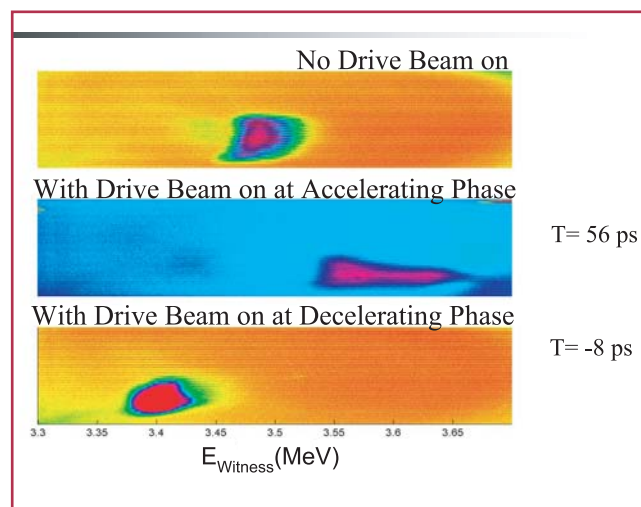 No Drive Beam on
With Drive Beam on at Accelerating Phase
T= 56 ps
With Drive Beam on at Decelerating Phase
T= -8 ps
3.3 3.35 3.4 3.45 3.5 3.55 3.6 3.65
E_Witness(MeV)